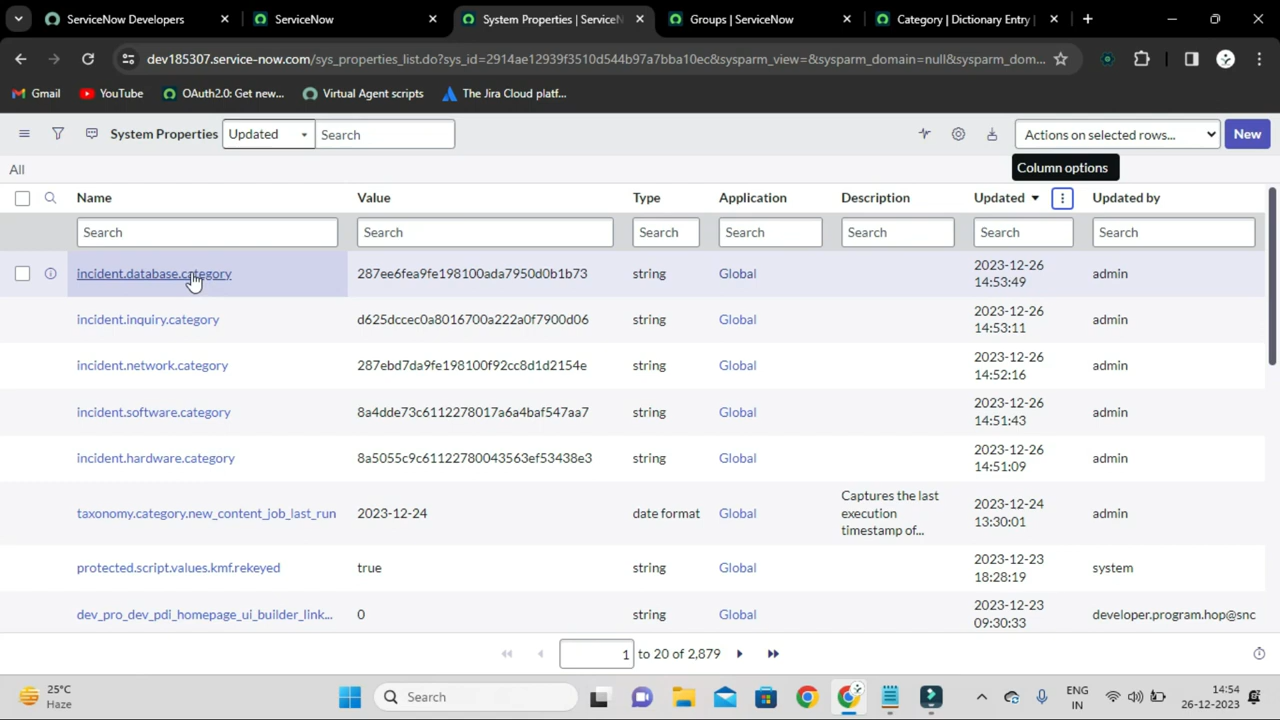 ServiceNow Developers
ServiceNow
System Properties | ServiceN
Groups | ServiceNow
Category | Dictionary Entry |
dev185307.service-now.com/sys_properties_list.do?sys_id=2914ae12939f3510d544b97a7bba10ec&sysparm_view=&sysparm_domain=null&sysparm_dom...
Gmail
YouTube
OAuth2.0: Get new...
Virtual Agent scripts
The Jira Cloud platf...
System Properties
Updated
Search
Actions on selected rows...
New
Column options
All
Name
Value
Type
Application
Description
Updated
Updated by
Search
Search
Search
Search
Search
Search
Search
incident.database.category
287ee6fea9fe198100ada7950d0b1b73
string
Global
2023-12-26
14:53:49
admin
incident.inquiry.category
d625dccec0a8016700a222a0f7900d06
string
Global
2023-12-26
14:53:11
admin
incident.network.category
287ebd7da9fe198100f92cc8d1d2154e
string
Global
2023-12-26
14:52:16
admin
incident.software.category
8a4dde73c6112278017a6a4baf547aa7
string
Global
2023-12-26
14:51:43
admin
incident.hardware.category
8a5055c9c61122780043563ef53438e3
string
Global
2023-12-26
14:51:09
admin
taxonomy.category.new_content_job_last_run
2023-12-24
date format
Global
Captures the last
execution
timestamp of...
2023-12-24
13:30:01
admin
protected.script.values.kmf.rekeyed
true
string
Global
2023-12-23
18:28:19
system
dev_pro_dev_pdi_homepage_ui_builder_link...
0
string
Global
2023-12-23
09:30:33
developer.program.hop@snc
1 to 20 of 2,879
25°C
Haze
Search
ENG
IN
14:54
26-12-2023